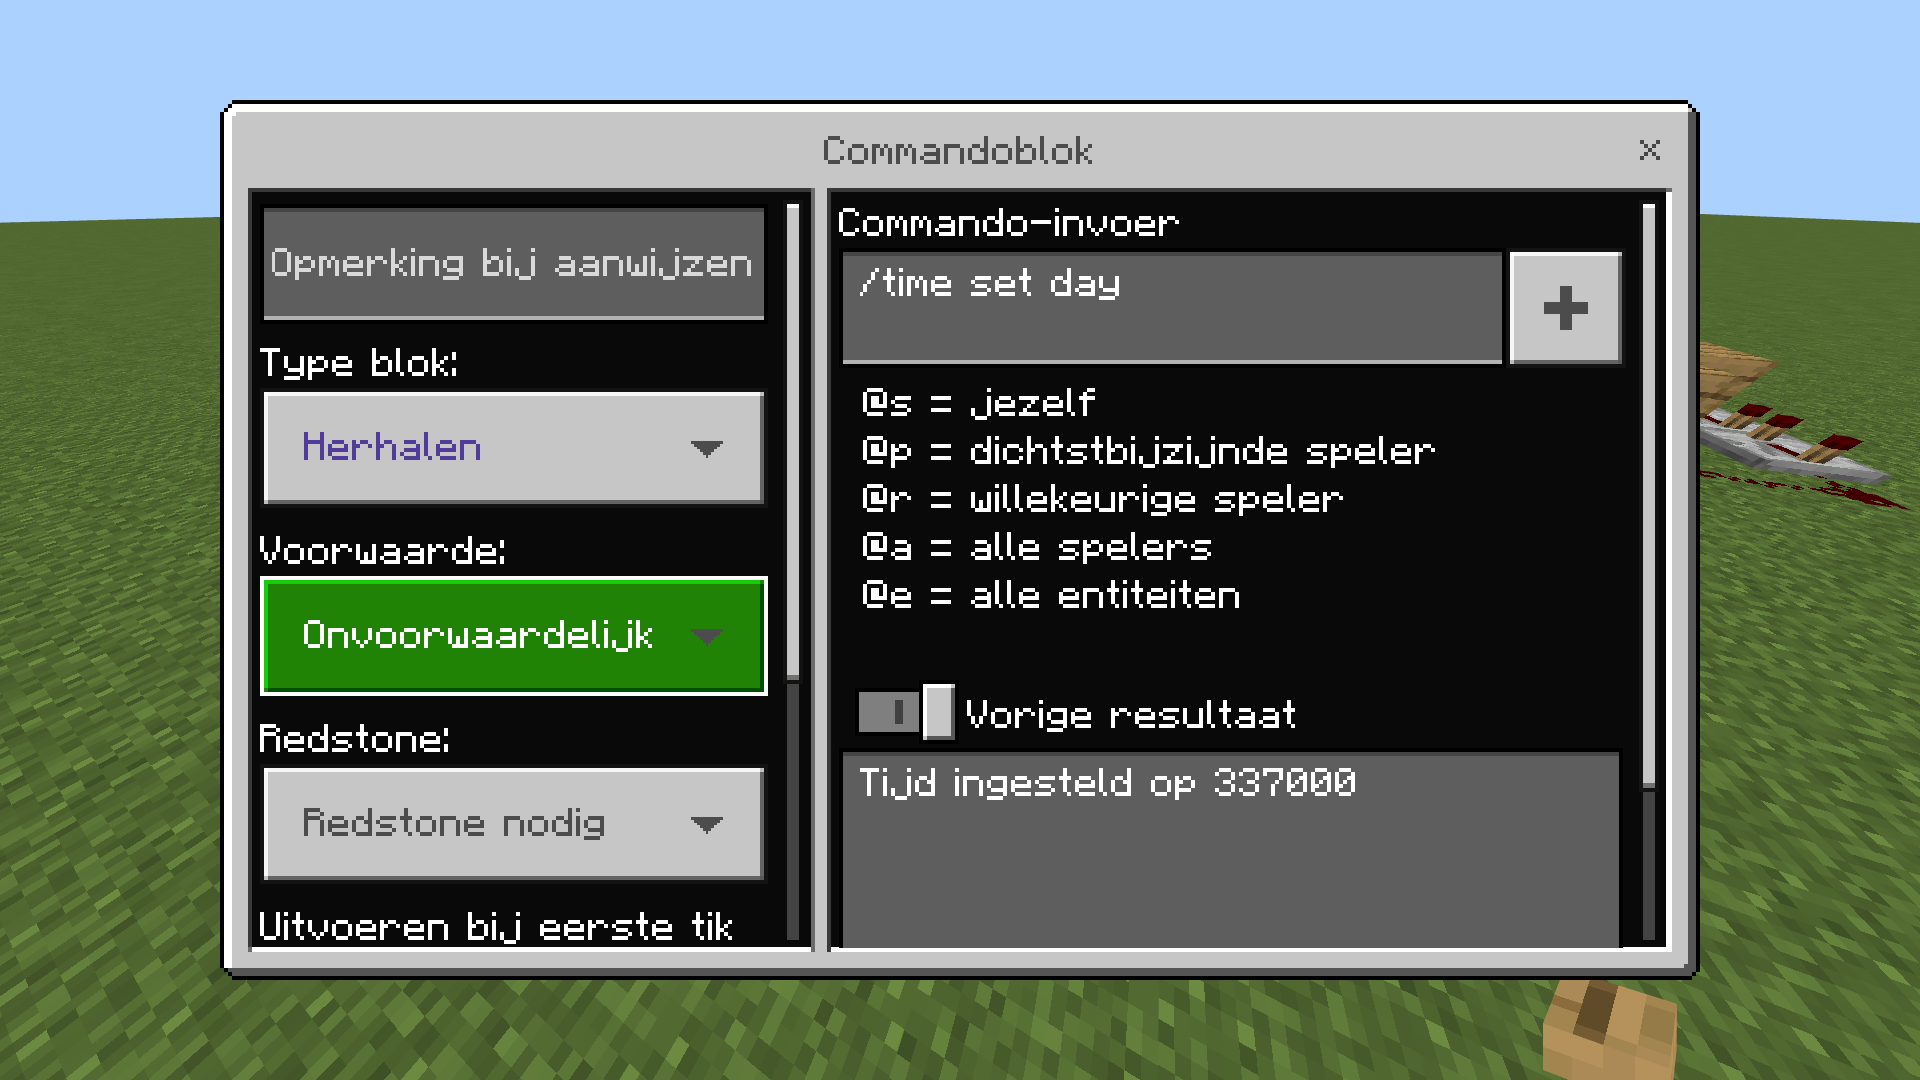 Commandoblok
Opmerking bij aanwijzen
Type blok:
Herhalen
Voorwaarde:
Onvoorwaardelijk
Redstone:
Redstone nodig
Uitvoeren bij eerste tik
Commando-invoer
/time set day
@s = jezelf
@p = dichtstbijzijnde speler
@r = willekeurige speler
@a = alle spelers
@e = alle entiteiten
Vorige resultaat
Tijd ingesteld op 337000